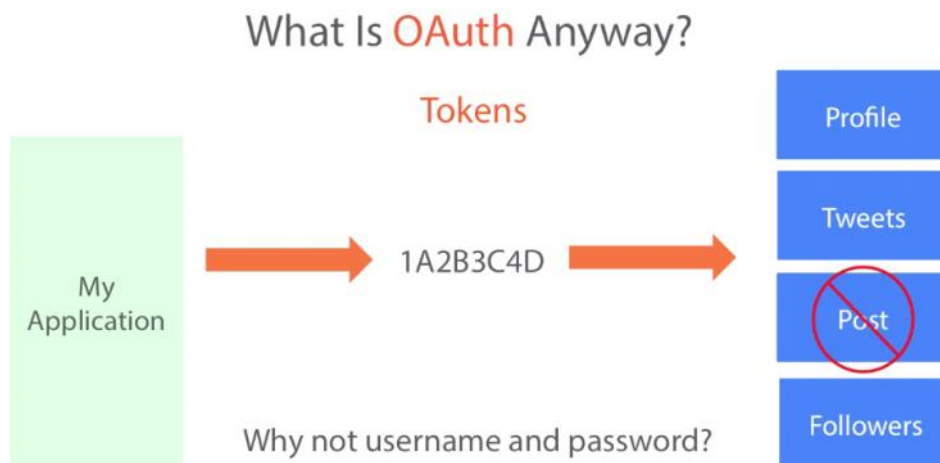 What Is OAuth Anyway?
Tokens
My
Application
1A2B3C4D
Profile
Tweets
Post
Followers
Why not username and password?